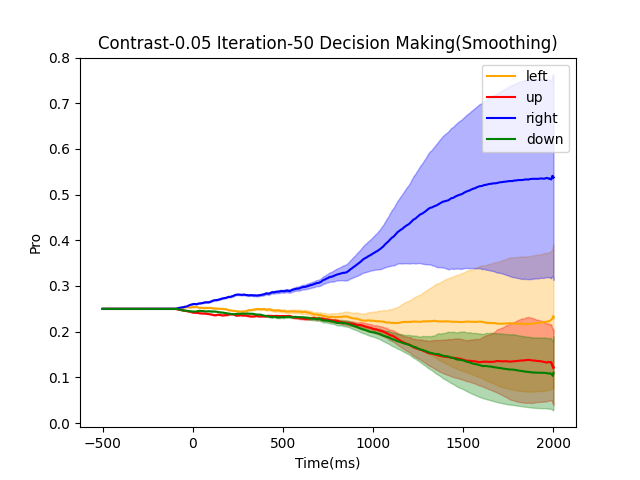 Contrast-0.05 Iteration-50 Decision Making(Smoothing)
left
up
right
down
0.8
0.7
0.6
0.5
0.4
0.3
0.2
0.1
0.0
Pro
−500
0
500
1000
1500
2000
Time(ms)